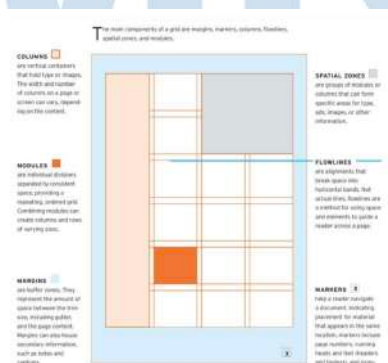 The main components of a grid are margins, markers, columns, flowlines,
spatial zones, and modules.
COLUMNS
are vertical containers
that hold type or images.
The width and number
of columns on a page or
screen can vary, depend-
ing on the content.
MODULES
are individual divisions
separated by consistent
space, providing a
repeating, ordered grid.
Combining modules can
create columns and rows
of varying sizes.
MARGINS
are buffer zones. They
represent the amount of
space between the trim
size, including gutter,
and the page content.
Margins can also house
secondary information,
such as notes and
captions.
SPATIAL ZONES
are groups of modules or
columns that can form
specific areas for type,
ads, images, or other
information.
FLOWLINES
are alignments that
break space into
horizontal bands. Not
actual lines, flowlines are
a method for using space
and elements to guide a
reader across a page.
MARKERS
help a reader navigate
a document. Indicating
placement for material
that appears in the same
location, markers include
page numbers, running
heads and feet (headers
and footers), and icons.